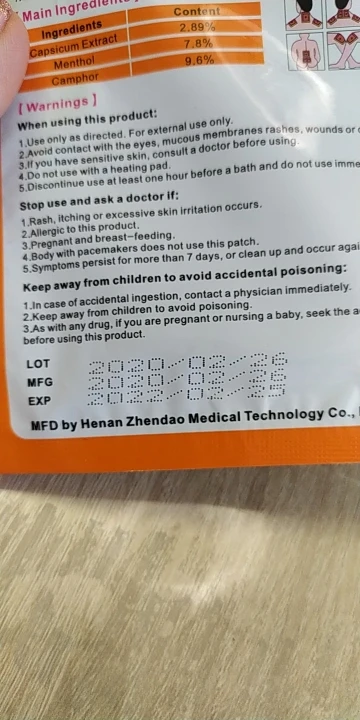 Main Ingredients
Ingredients Content
Capsicum Extract 2.89%
Menthol 7.8%
Camphor 9.6%
[ Warnings ]
When using this product:
1.Use only as directed. For external use only.
2.Avoid contact with the eyes, mucous membranes rashes, wounds or
3.If you have sensitive skin, consult a doctor before using.
4.Do not use with a heating pad.
5.Discontinue use at least one hour before a bath and do not use imme
Stop use and ask a doctor if:
1.Rash, itching or excessive skin irritation occurs.
2.Allergic to this product.
3.Pregnant and breast-feeding.
4.Body with pacemakers does not use this patch.
5.Symptoms persist for more than 7 days, or clean up and occur agai
Keep away from children to avoid accidental poisoning:
1.In case of accidental ingestion, contact a physician immediately.
2.Keep away from children to avoid poisoning.
3.As with any drug, if you are pregnant or nursing a baby, seek the a
before using this product.
LOT 2020/02/26
MFG 2020/02/26
EXP 2022/02/25
MFD by Henan Zhendao Medical Technology Co.,